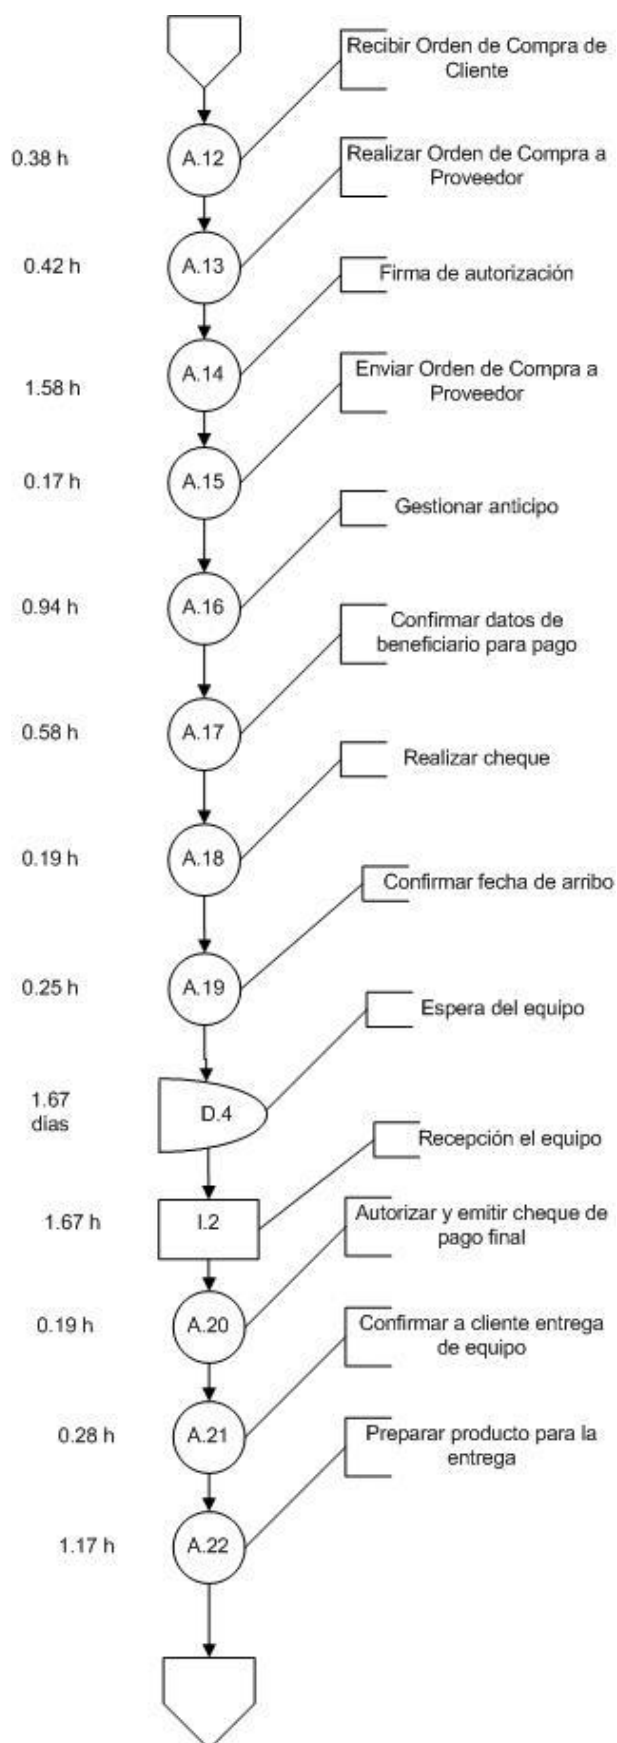 Recibir Orden de Compra de
Cliente
0.38 h
A.12
Realizar Orden de Compra a
Proveedor
0.42 h
A.13
Firma de autorización
1.58 h
A.14
Enviar Orden de Compra a
Proveedor
0.17 h
A.15
Gestionar anticipo
0.94 h
A.16
Confirmar datos de
beneficiario para pago
0.58 h
A.17
Realizar cheque
0.19 h
A.18
Confirmar fecha de arribo
0.25 h
A.19
Espera del equipo
1.67
dias
D.4
Recepción el equipo
1.67 h
I.2
Autorizar y emitir cheque de
pago final
0.19 h
A.20
Confirmar a cliente entrega
de equipo
0.28 h
A.21
Preparar producto para la
entrega
1.17 h
A.22